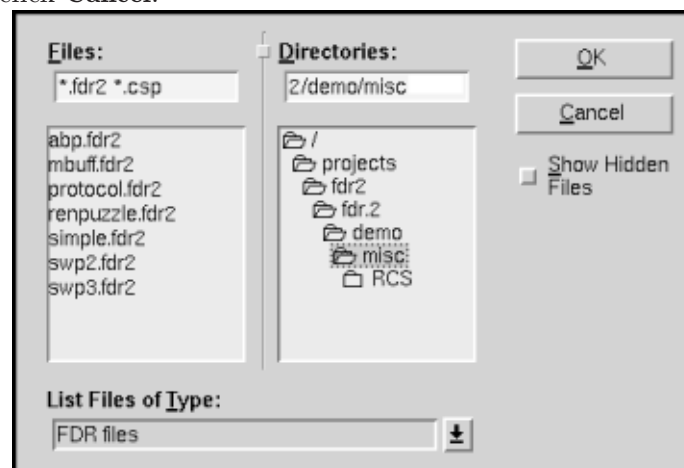 click Cancel.
Files:
*.fdr2 *.csp
abp.fdr2
mbuff.fdr2
protocol.fdr2
renpuzzle.fdr2
simple.fdr2
swp2.fdr2
swp3.fdr2
Directories:
2/demo/misc
/
projects
fdr2
fdr.2
demo
misc
RCS
OK
Cancel
Show Hidden
Files
List Files of Type:
FDR files